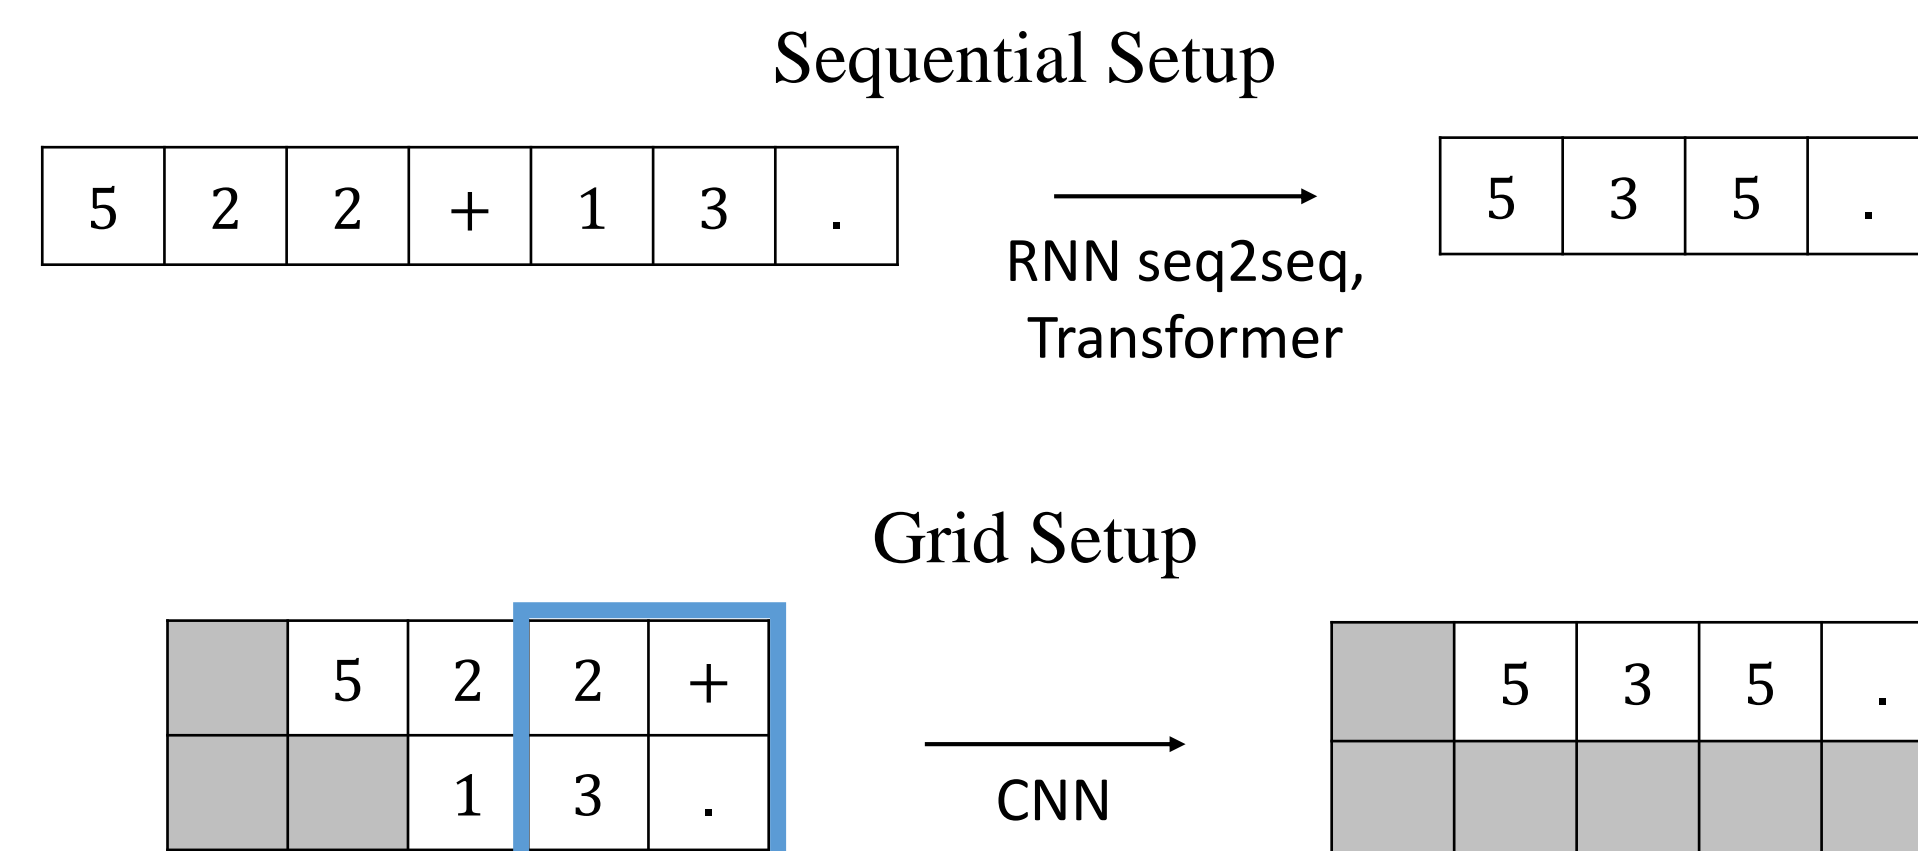 Sequential Setup
5 2 2 + 1 3 .
5 3 5 .
RNN seq2seq,
Transformer
Grid Setup
5 2 2 +
1 3 .
5 3 5 .
CNN